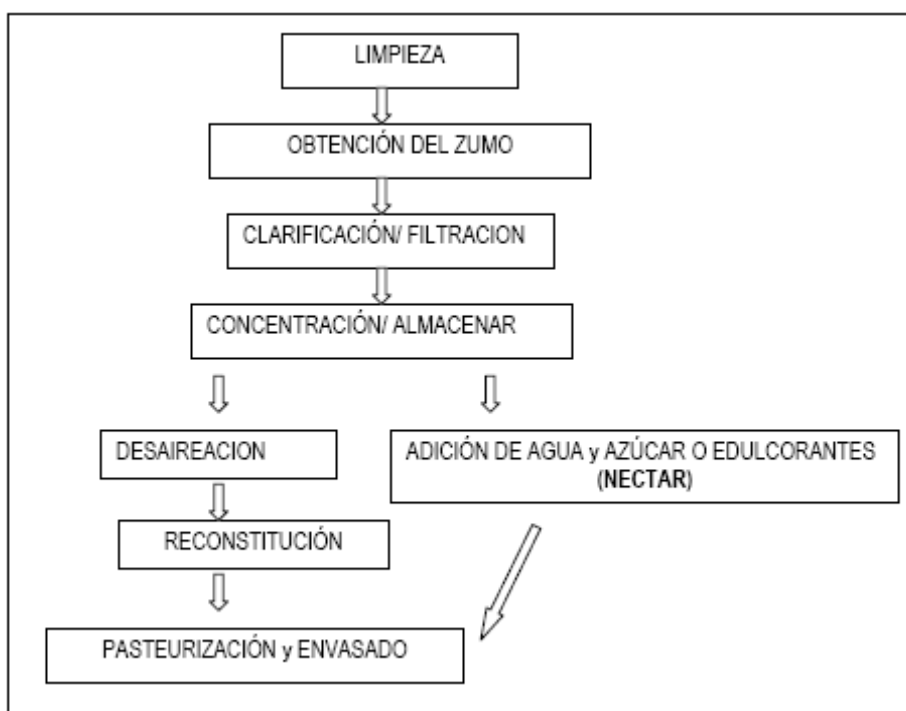 LIMPIEZA
OBTENCIÓN DEL ZUMO
CLARIFICACIÓN/ FILTRACION
CONCENTRACIÓN/ ALMACENAR
DESAIREACION
ADICIÓN DE AGUA y AZÚCAR O EDULCORANTES
(NECTAR)
RECONSTITUCIÓN
PASTEURIZACIÓN y ENVASADO